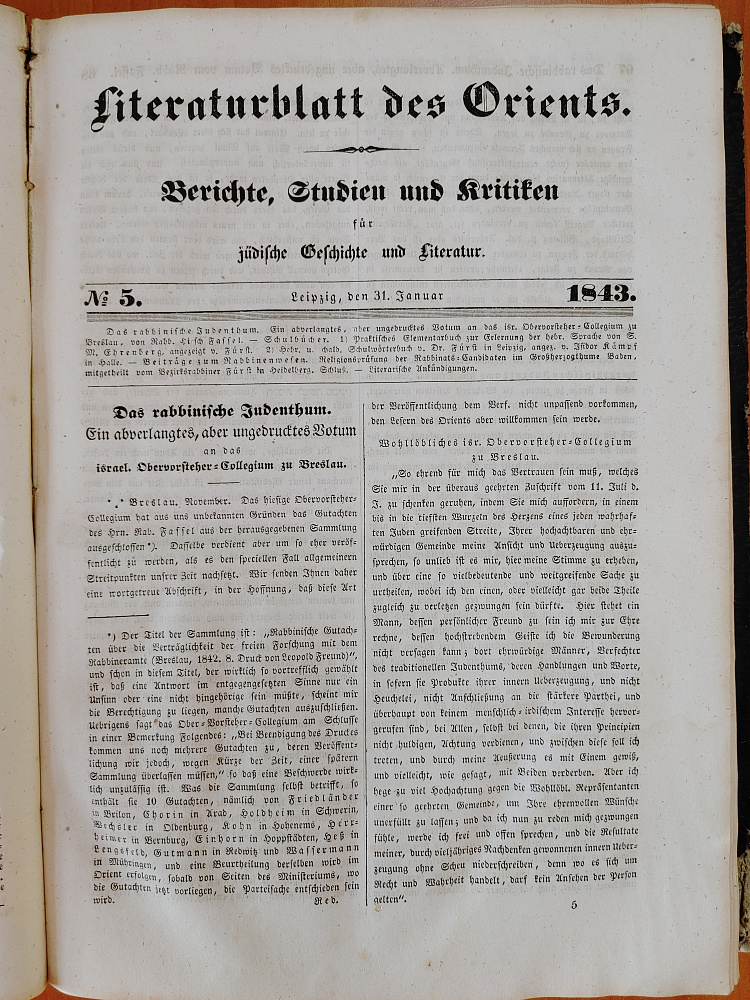 Literaturblatt des Orients.
Berichte, Studien und Kritiken
für
jüdische Geschichte und Literatur.
№ 5.
Leipzig, den 31. Januar
1843.
Das rabbinische Judenthum. Ein abverlangtes, aber ungedrucktes Votum an das isr. Obervorsteher-Collegium zu
Breslau, von Rabb. Hisch Fassel. — Schulbücher. 1) Praktisches Elementarbuch zur Erlernung der hebr. Sprache von S.
M. Ehrenberg, angezeigt v. Fürst. 2) Hebr. u. chald. Schulwörterbuch v. Dr. Fürst in Leipzig, angez. v. Isidor Kämpf
in Halle. — Beiträge zum Rabbinenwesen. Religionsprüfung der Rabbinats-Candidaten im Großherzogthume Baden,
mitgetheilt vom Bezirksrabbiner Fürst in Heidelberg. Schluß. — Literarische Ankündigungen.
Das rabbinische Judenthum.
Ein abverlangtes, aber ungedrucktes Votum
an das
israel. Obervorsteher-Collegium zu Breslau.
*⁎* Breslau. November. Das hiesige Obervorsteher-
Collegium hat aus uns unbekannten Gründen das Gutachten
des Hrn. Rab. Fassel aus der herausgegebenen Sammlung
ausgeschlossen *). Dasselbe verdient aber um so eher veröf-
fentlicht zu werden, als es den speciellen Fall allgemeinern
Streitpunkten unsrer Zeit nachsetzt. Wir senden Ihnen daher
eine wortgetreue Abschrift, in der Hoffnung, daß diese Art
*) Der Titel der Sammlung ist: „Rabbinische Gutach-
ten über die Verträglichkeit der freien Forschung mit dem
Rabbineramte (Breslau, 1842. 8. Druck von Leopold Freund)",
und schon in diesem Titel, der wirklich so vortrefflich gewählt
ist, daß eine Antwort im entgegengesetzten Sinne nur ein
Unsinn oder eine nicht hingehörige sein müßte, scheint mir
die Berechtigung zu liegen, manche Gutachten auszuschließen.
Uebrigens sagt das Ober-Vorsteher-Collegium am Schlusse
in einer Bemerkung Folgendes: „Bei Beendigung des Druckes
kommen uns noch mehrere Gutachten zu, deren Veröffent-
lichung wir jedoch, wegen Kürze der Zeit, einer spätern
Sammlung überlassen müssen," so daß eine Beschwerde wirk-
lich unzulässig ist. Was die Sammlung selbst betrifft, so
enthält sie 10 Gutachten, nämlich von Friedländer
in Brilon, Chorin in Arad, Holdheim in Schwerin,
Wechsler in Oldenburg, Kohn in Hohenems, Herx-
heimer in Bernburg, Einhorn in Hoppstädten, Heß in
Lengsfeld, Gutmann in Redwitz und Wassermann
in Mühringen, und eine Beurtheilung derselben wird im
Orient erfolgen, sobald von Seiten des Ministeriums, wo
die Gutachten jetzt vorliegen, die Parteisache entschieden sein
wird. Red.
der Veröffentlichung dem Verf. nicht unpassend vorkommen,
den Lesern des Orients aber willkommen sein werde.
Wohllöbliches isr. Obervorsteher-Collegium
zu Breslau.
„So ehrend für mich das Vertrauen sein muß, welches
Sie mir in der überaus geehrten Zuschrift vom 11. Juli d.
J. zu schenken geruhen, indem Sie mich auffordern, in einem
bis in die tiefsten Wurzeln des Herzens eines jeden wahrhaf-
ten Juden greifenden Streite, Ihrer hochachtbaren und ehr-
würdigen Gemeinde meine Ansicht und Ueberzeugung auszu-
sprechen, so unlieb ist es mir, hier meine Stimme zu erheben,
und über eine so vielbedeutende und weitgreifende Sache zu
urtheilen, wobei ich den einen, oder vielleicht gar beide Theile
zugleich zu verletzen gezwungen sein dürfte. Hier stehet ein
Mann, dessen persönlicher Freund zu sein ich mir zur Ehre
rechne, dessen hochstrebendem Geiste ich die Bewunderung
nicht versagen kann; dort ehrwürdige Männer, Verfechter
des traditionellen Judenthums, deren Handlungen und Worte,
in sofern sie Produkte ihrer innern Ueberzeugung, und nicht
Heuchelei, nicht Anschließung an die stärkere Parthei, und
überhaupt von keinem menschlich-irdischem Interesse hervor-
gerufen sind, bei Allen, selbst bei denen, die ihren Principien
nicht huldigen, Achtung verdienen, und zwischen diese soll ich
treten, und durch meine Aeußerung es mit Einem gewiß,
und vielleicht, wie gesagt, mit Beiden verderben. Aber ich
hege zu viel Hochachtung gegen die Wohllöbl. Repräsentanten
einer so geehrten Gemeinde, um Ihre ehrenvollen Wünsche
unerfüllt zu lassen; und da ich nun zu reden mich gezwungen
fühle, werde ich frei und offen sprechen, und die Resultate
meiner, durch vieljähriges Nachdenken gewonnenen innern Ueber-
zeugung ohne Scheu niederschreiben, denn wo es sich um
Recht und Wahrheit handelt, darf kein Ansehen der Person
gelten".
5